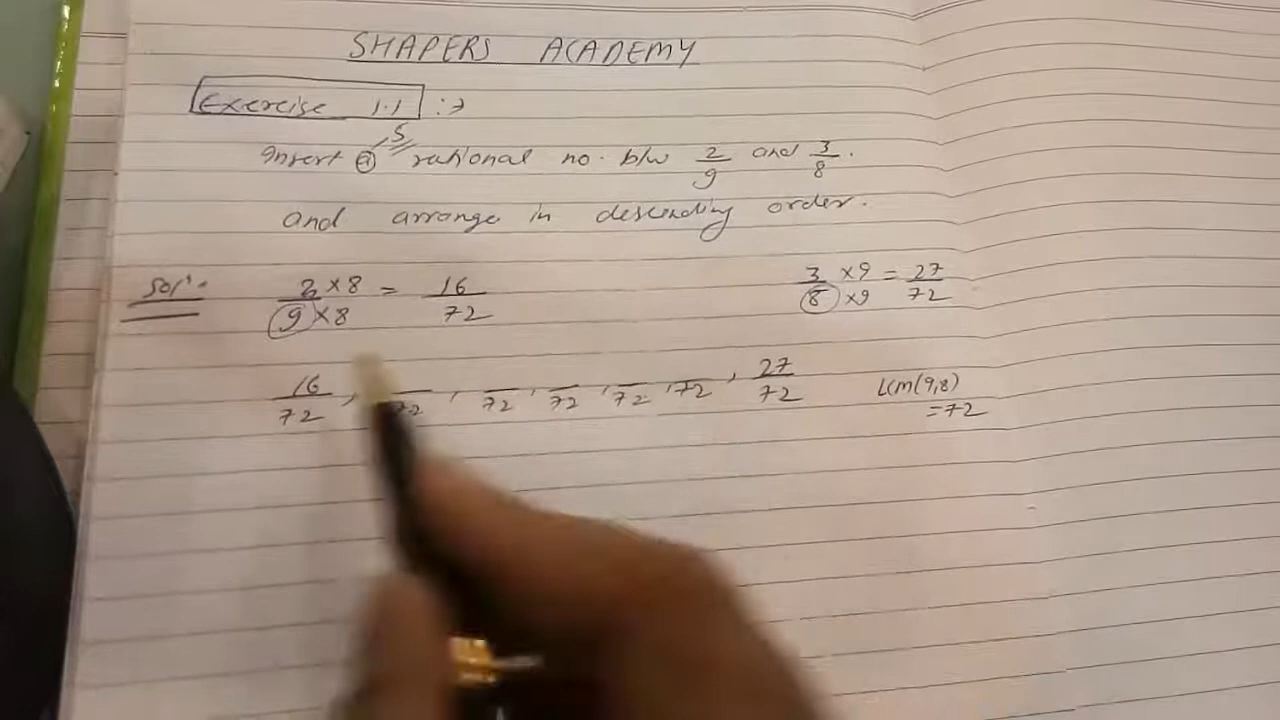 SHAPERS ACADEMY
Exercise 1.1 :→
5
Insert a rational no. b/w 2/9 and 3/8.
and arrange in descending order.
Solⁿ: 2×8/9×8 = 16/72 3×9/8×9 = 27/72
16/72, /72, /72, /72, /72, /72, 27/72 LCM(9,8)
=72